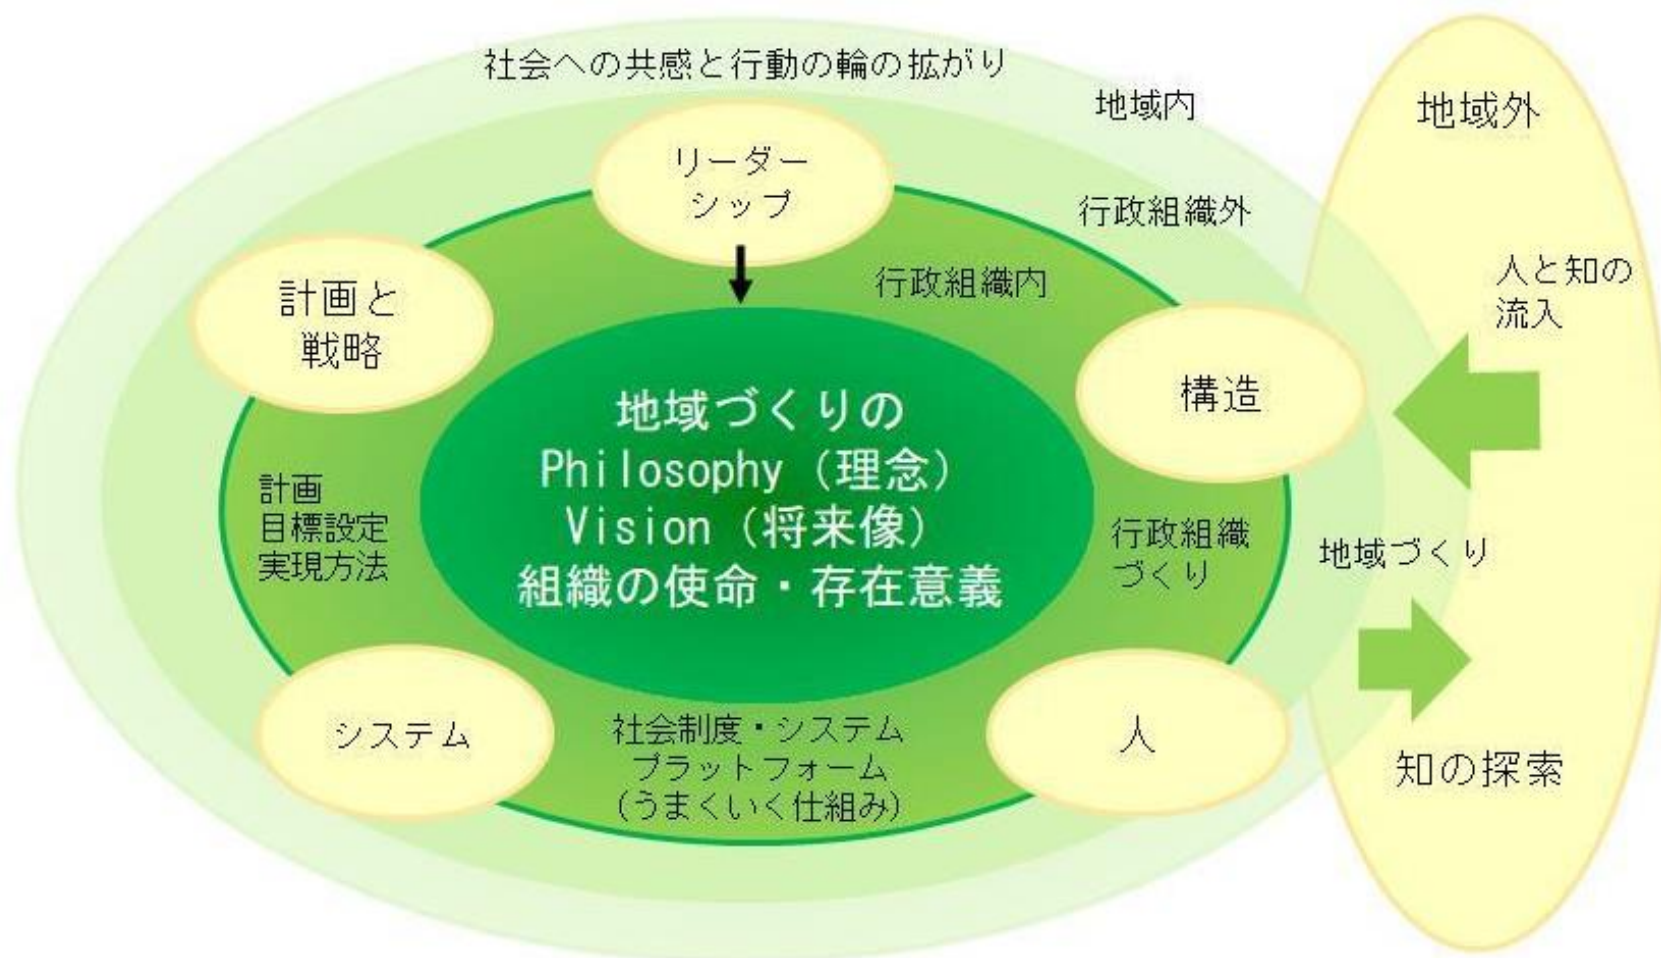 社会への共感と行動の輪の拡がり
地域内
地域外
リーダー
シップ
行政組織外
行政組織内
人と知の
流入
計画と
戦略
構造
地域づくりの
Philosophy（理念）
Vision（将来像）
組織の使命・存在意義
計画
目標設定
実現方法
行政組織
づくり
地域づくり
システム
社会制度・システム
プラットフォーム
（うまくいく仕組み）
人
知の探索